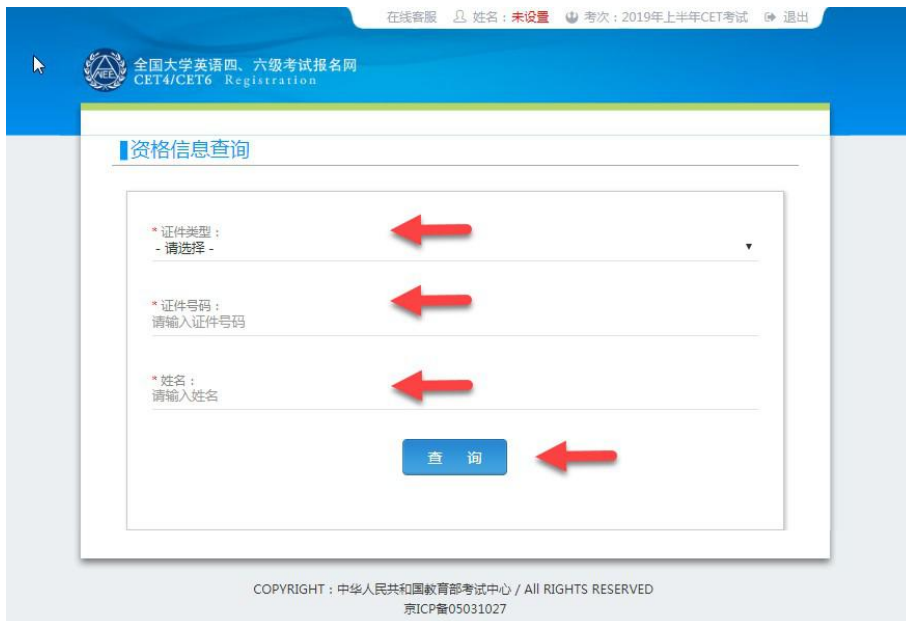 在线客服 姓名：未设置 考次：2019年上半年CET考试 退出
NEEA
全国大学英语四、六级考试报名网
CET4/CET6 Registration
资格信息查询
* 证件类型：
- 请选择 -
* 证件号码：
请输入证件号码
* 姓名：
请输入姓名
查 询
COPYRIGHT：中华人民共和国教育部考试中心 / All RIGHTS RESERVED
京ICP备05031027